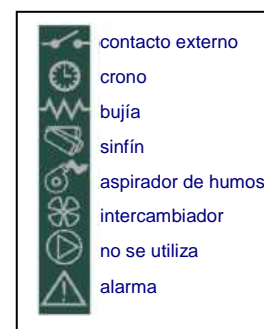 contacto externo
crono
bujía
sinfín
aspirador de humos
intercambiador
no se utiliza
alarma